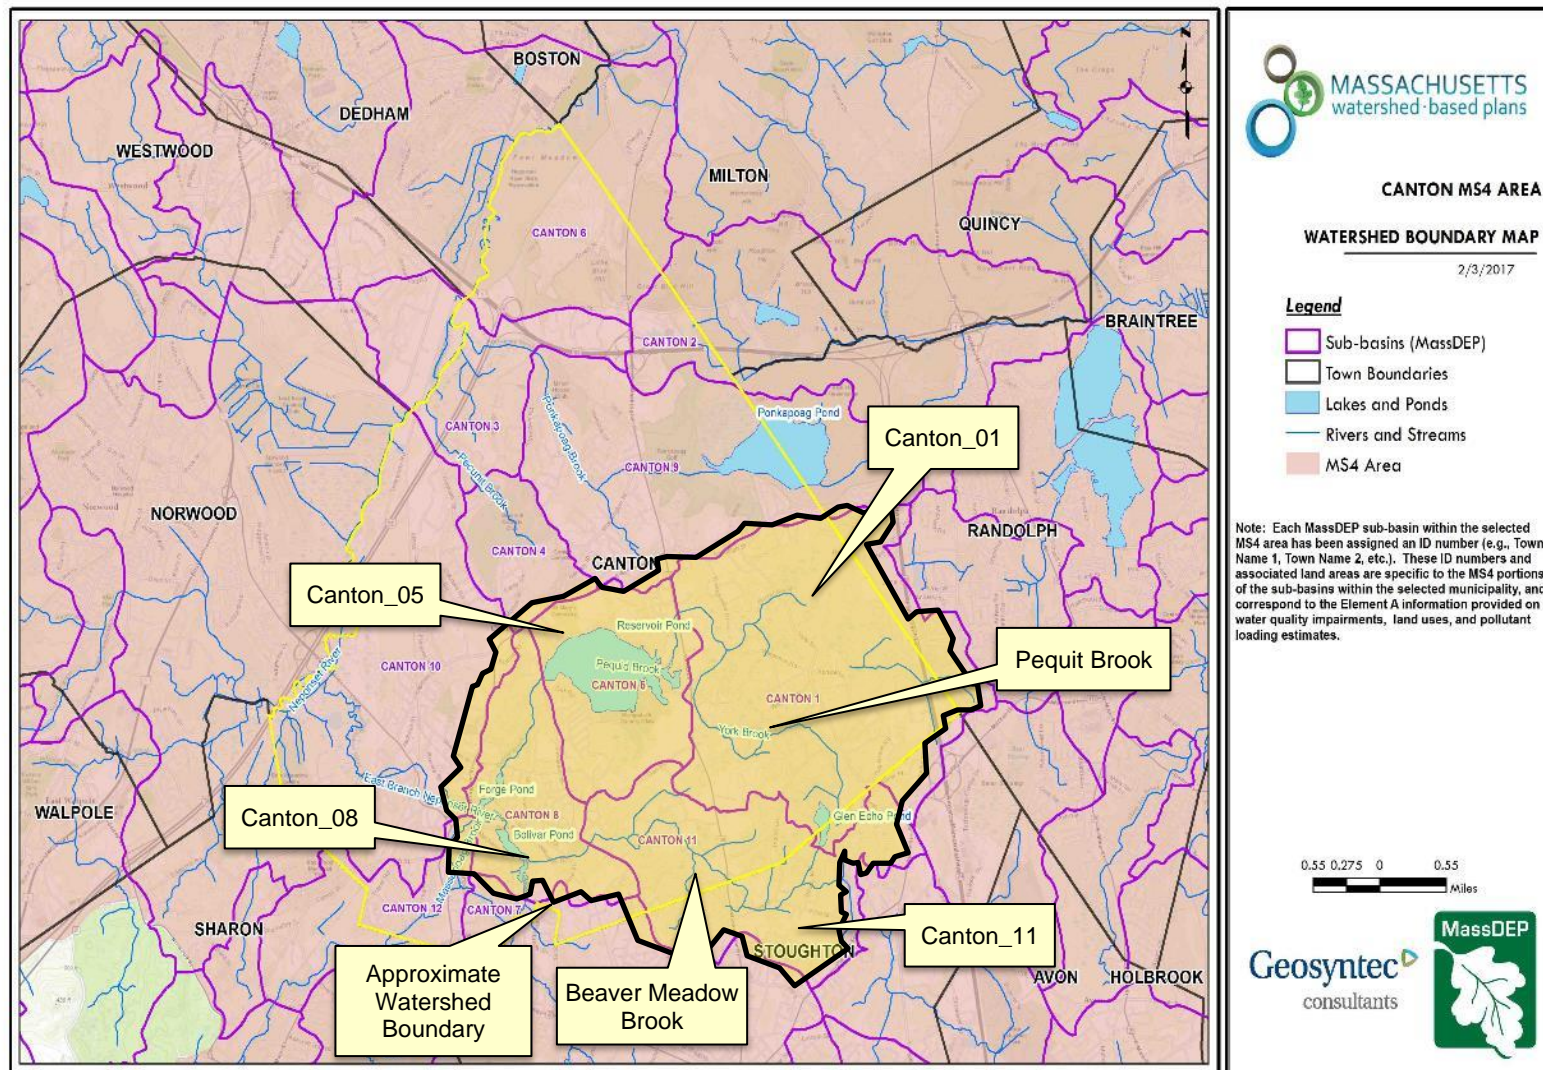 BOSTON
DEDHAM
WESTWOOD
MILTON
QUINCY
CANTON 6
BRAINTREE
CANTON 2
Ponkapoag Pond
Ponkapoag Brook
CANTON 3
Pecunit Brook
CANTON 9
Canton_01
NORWOOD
RANDOLPH
CANTON 4
CANTON
Canton_05
Reservoir Pond
Pequid Brook
Pequit Brook
CANTON 10
CANTON 1
Neponset River
York Brook
East Branch Neponset River
Forge Pond
WALPOLE
Canton_08
CANTON 8
Bolivar Pond
CANTON 11
Glen Echo Pond
CANTON 12
CANTON 7
SHARON
Canton_11
STOUGHTON
Approximate
Watershed
Boundary
Beaver Meadow
Brook
AVON
HOLBROOK
N
MASSACHUSETTS
watershed·based plans
CANTON MS4 AREA
WATERSHED BOUNDARY MAP
2/3/2017
Legend
Sub-basins (MassDEP)
Town Boundaries
Lakes and Ponds
Rivers and Streams
MS4 Area
Note: Each MassDEP sub-basin within the selected
MS4 area has been assigned an ID number (e.g., Town
Name 1, Town Name 2, etc.). These ID numbers and
associated land areas are specific to the MS4 portions
of the sub-basins within the selected municipality, and
correspond to the Element A information provided on
water quality impairments, land uses, and pollutant
loading estimates.
0.55 0.275 0 0.55
Miles
Geosyntec
consultants
MassDEP